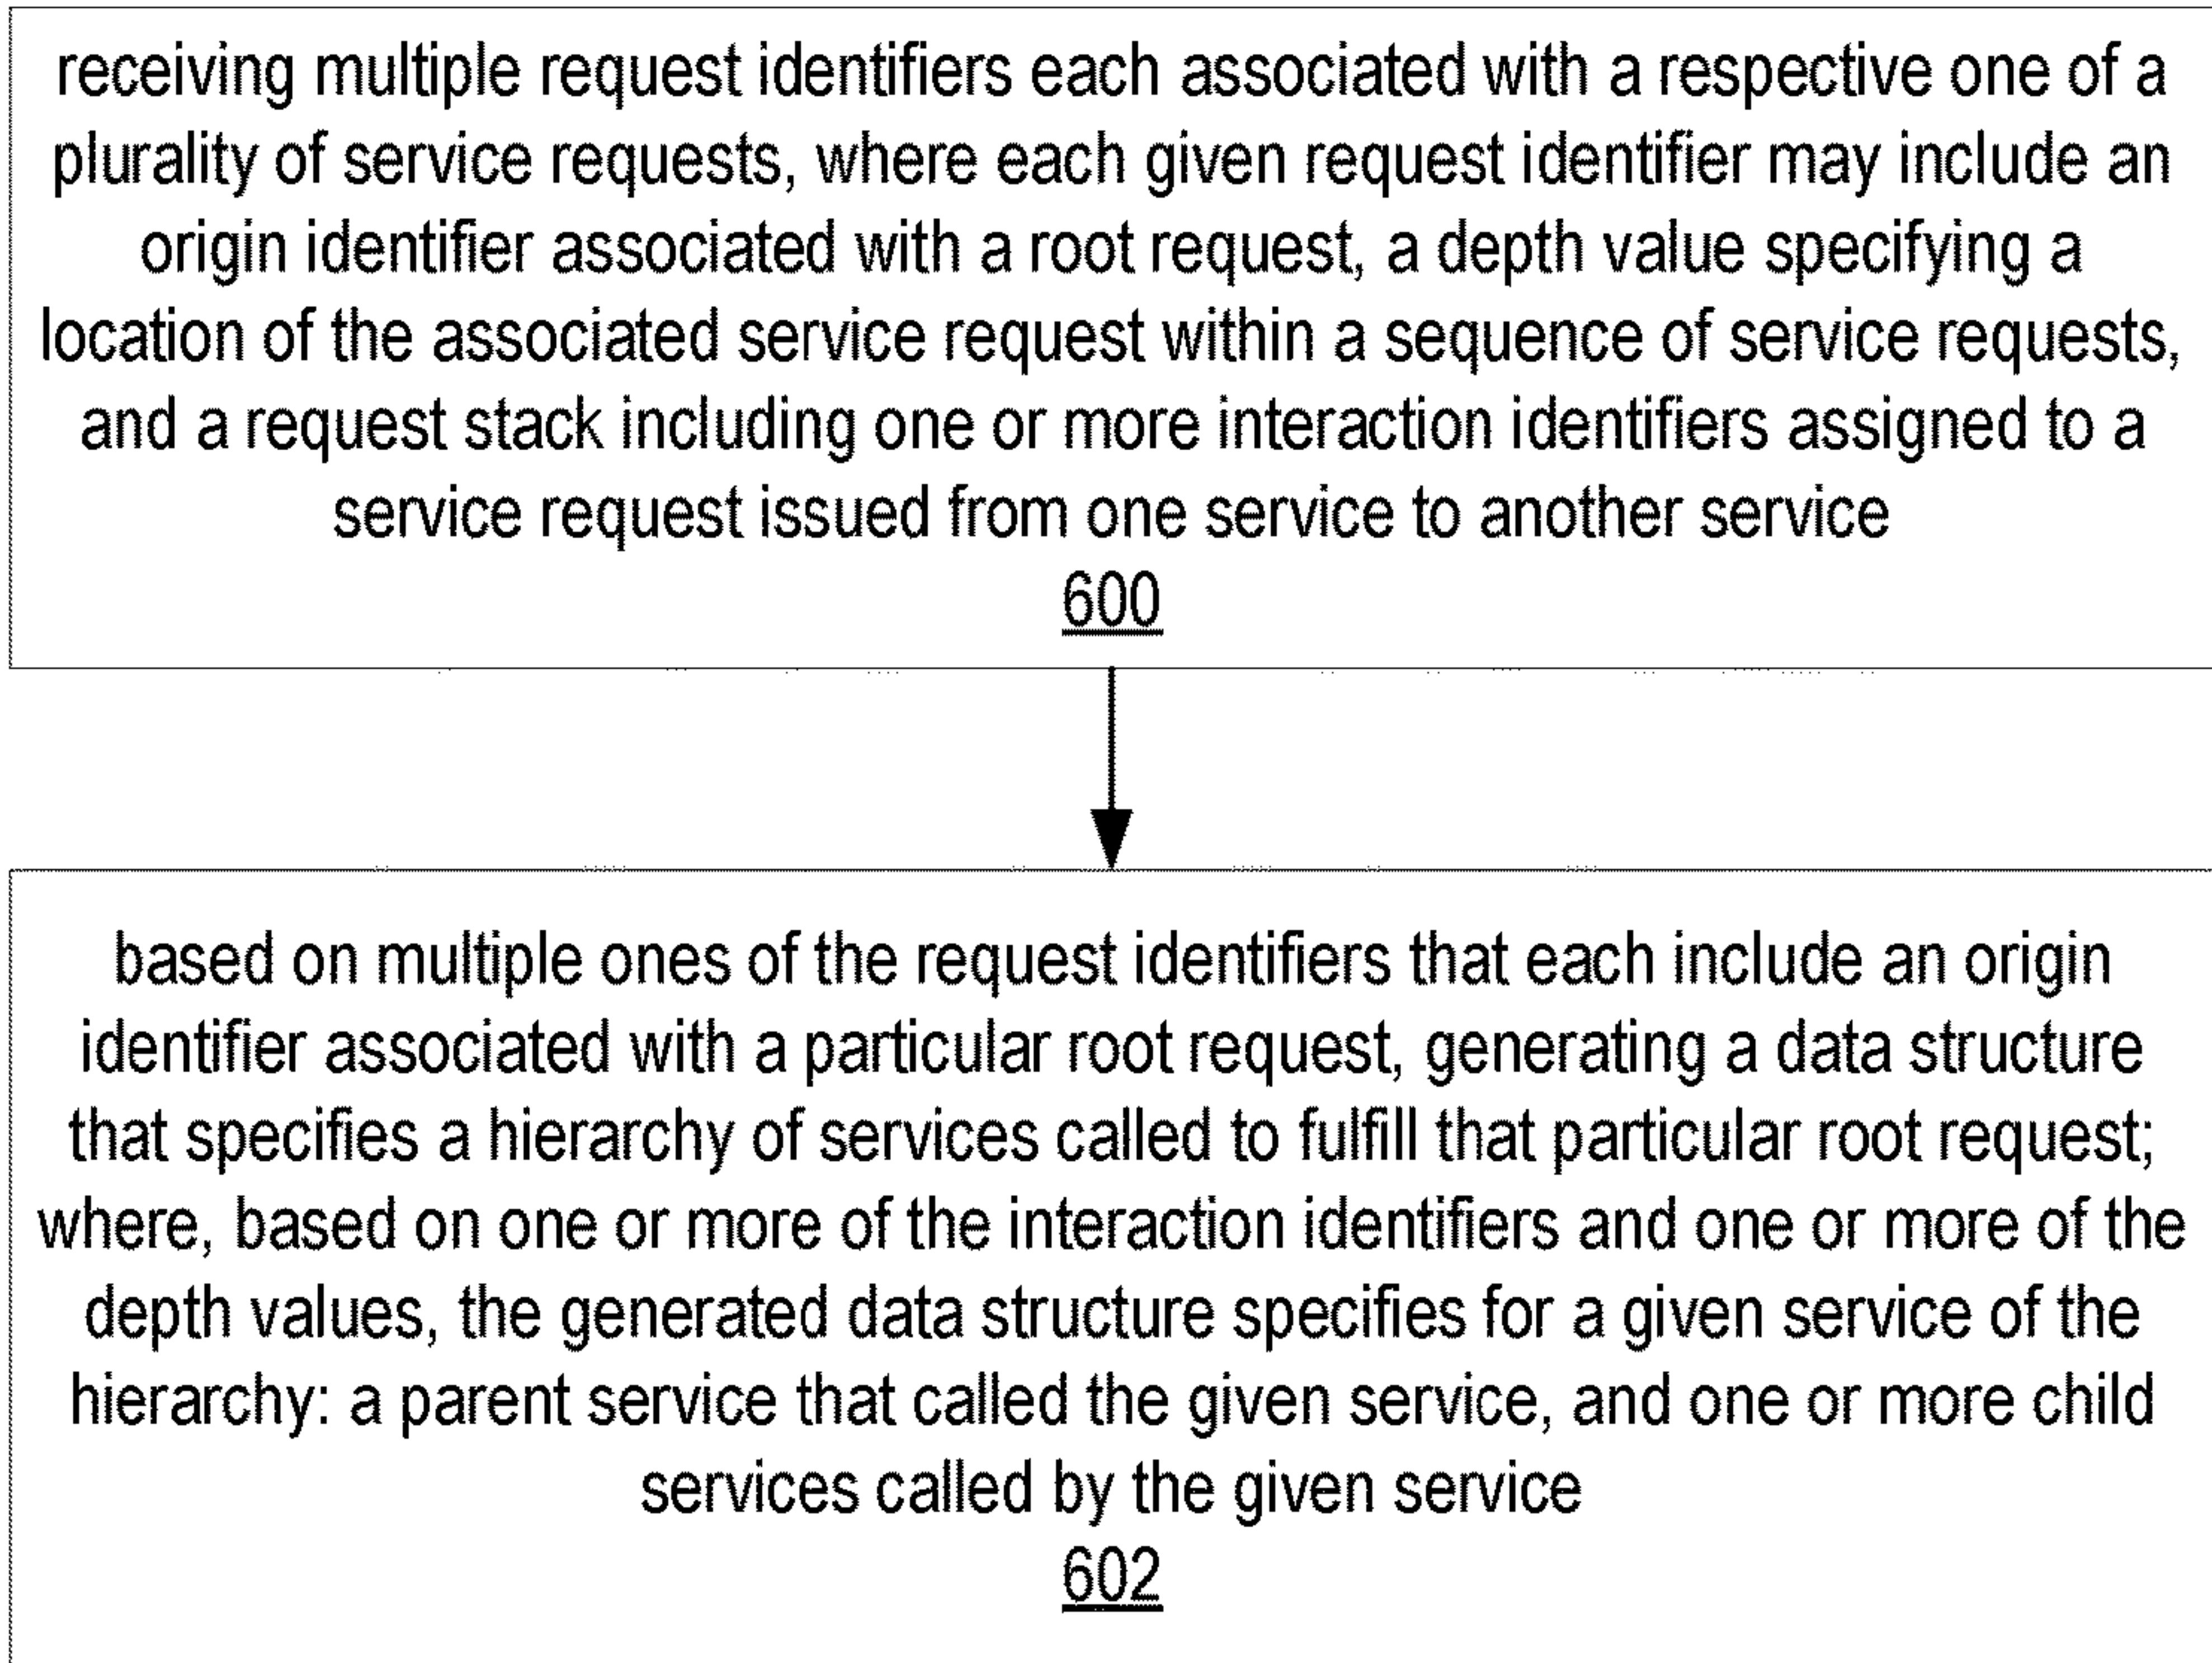 receiving multiple request identifiers each associated with a respective one of a
plurality of service requests, where each given request identifier may include an
origin identifier associated with a root request, a depth value specifying a
location of the associated service request within a sequence of service requests,
and a request stack including one or more interaction identifiers assigned to a
service request issued from one service to another service
600
based on multiple ones of the request identifiers that each include an origin
identifier associated with a particular root request, generating a data structure
that specifies a hierarchy of services called to fulfill that particular root request;
where, based on one or more of the interaction identifiers and one or more of the
depth values, the generated data structure specifies for a given service of the
hierarchy: a parent service that called the given service, and one or more child
services called by the given service
602